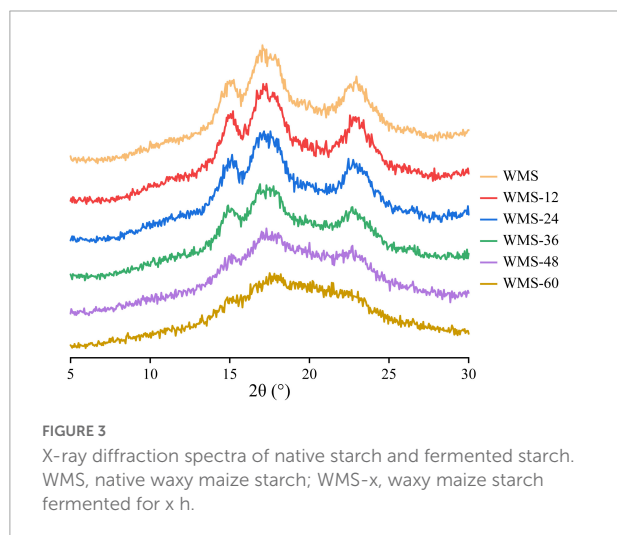 WMS
WMS-12
WMS-24
WMS-36
WMS-48
WMS-60
5 10 15 20 25 30
2θ (°)
FIGURE 3
X-ray diffraction spectra of native starch and fermented starch.
WMS, native waxy maize starch; WMS-x, waxy maize starch
fermented for x h.